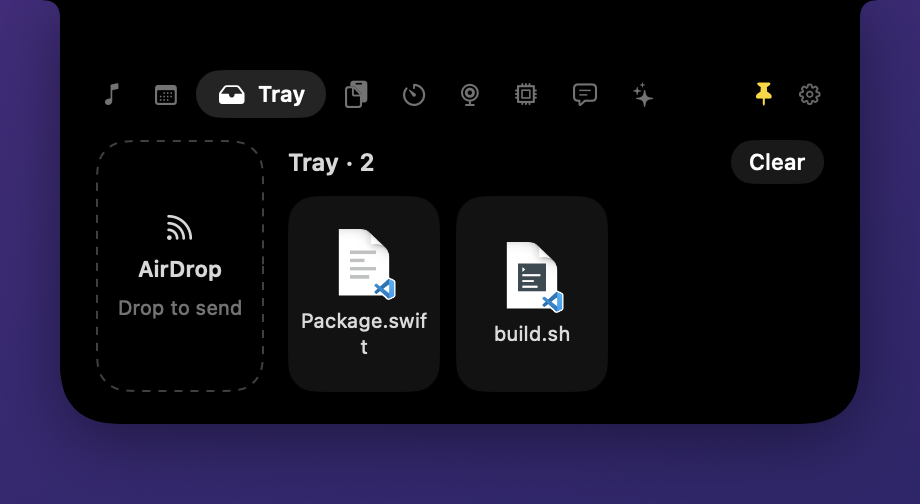 Tray
AirDrop
Drop to send
Tray · 2
Clear
Package.swif
t
build.sh